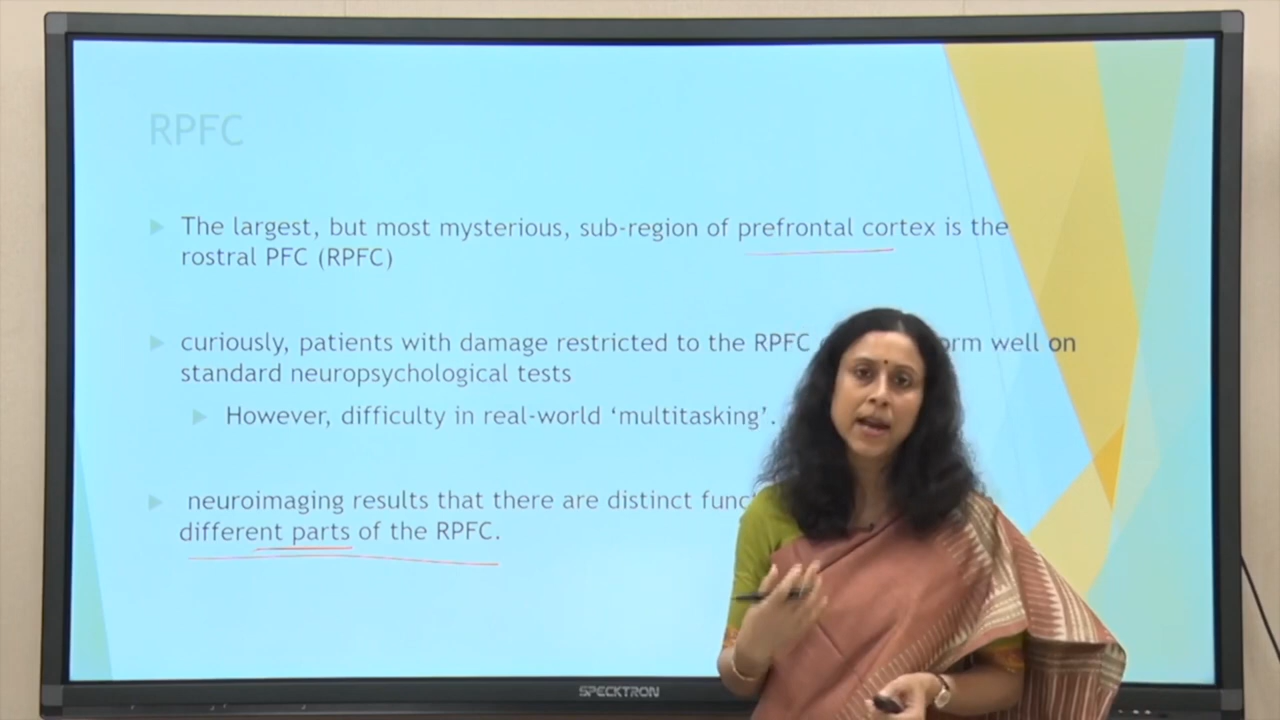 RPFC
The largest, but most mysterious, sub-region of prefrontal cortex is the
rostral PFC (RPFC)
curiously, patients with damage restricted to the RPFC well on
standard neuropsychological tests
However, difficulty in real-world ‘multitasking’.
neuroimaging results that there are distinct
different parts of the RPFC.
SPECKTRON